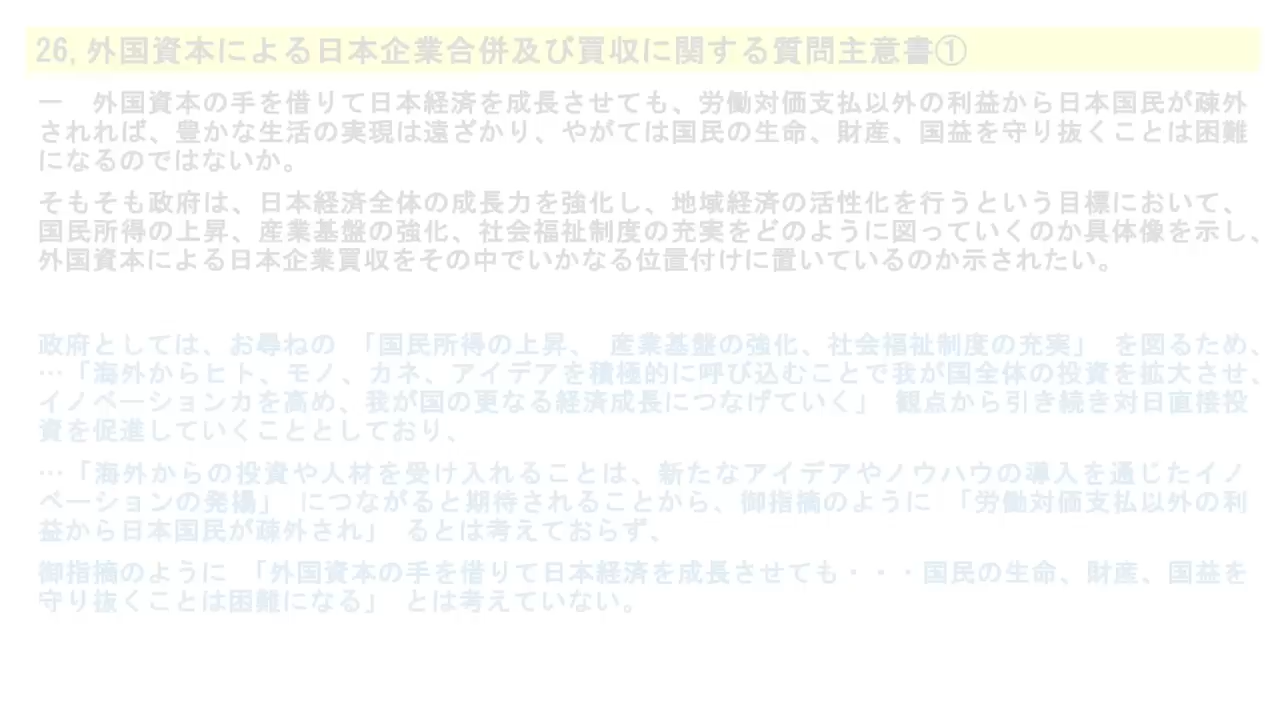 26,外国資本による日本企業合併及び買収に関する質問主意書①
一　外国資本の手を借りて日本経済を成長させても、労働対価支払以外の利益から日本国民が疎外
されれば、豊かな生活の実現は遠ざかり、やがては国民の生命、財産、国益を守り抜くことは困難
になるのではないか。
そもそも政府は、日本経済全体の成長力を強化し、地域経済の活性化を行うという目標において、
国民所得の上昇、産業基盤の強化、社会福祉制度の充実をどのように図っていくのか具体像を示し、
外国資本による日本企業買収をその中でいかなる位置付けに置いているのか示されたい。
政府としては、お尋ねの　「国民所得の上昇、　産業基盤の強化、社会福祉制度の充実」　を図るため、
…「海外からヒト、モノ、カネ、アイデアを積極的に呼び込むことで我が国全体の投資を拡大させ、
イノベーション力を高め、我が国の更なる経済成長につなげていく」　観点から引き続き対日直接投
資を促進していくこととしており、
…「海外からの投資や人材を受け入れることは、新たなアイデアやノウハウの導入を通じたイノ
ベーションの発揚」　につながると期待されることから、御指摘のように　「労働対価支払以外の利
益から日本国民が疎外され」　るとは考えておらず、
御指摘のように　「外国資本の手を借りて日本経済を成長させても・・・国民の生命、財産、国益を
守り抜くことは困難になる」　とは考えていない。